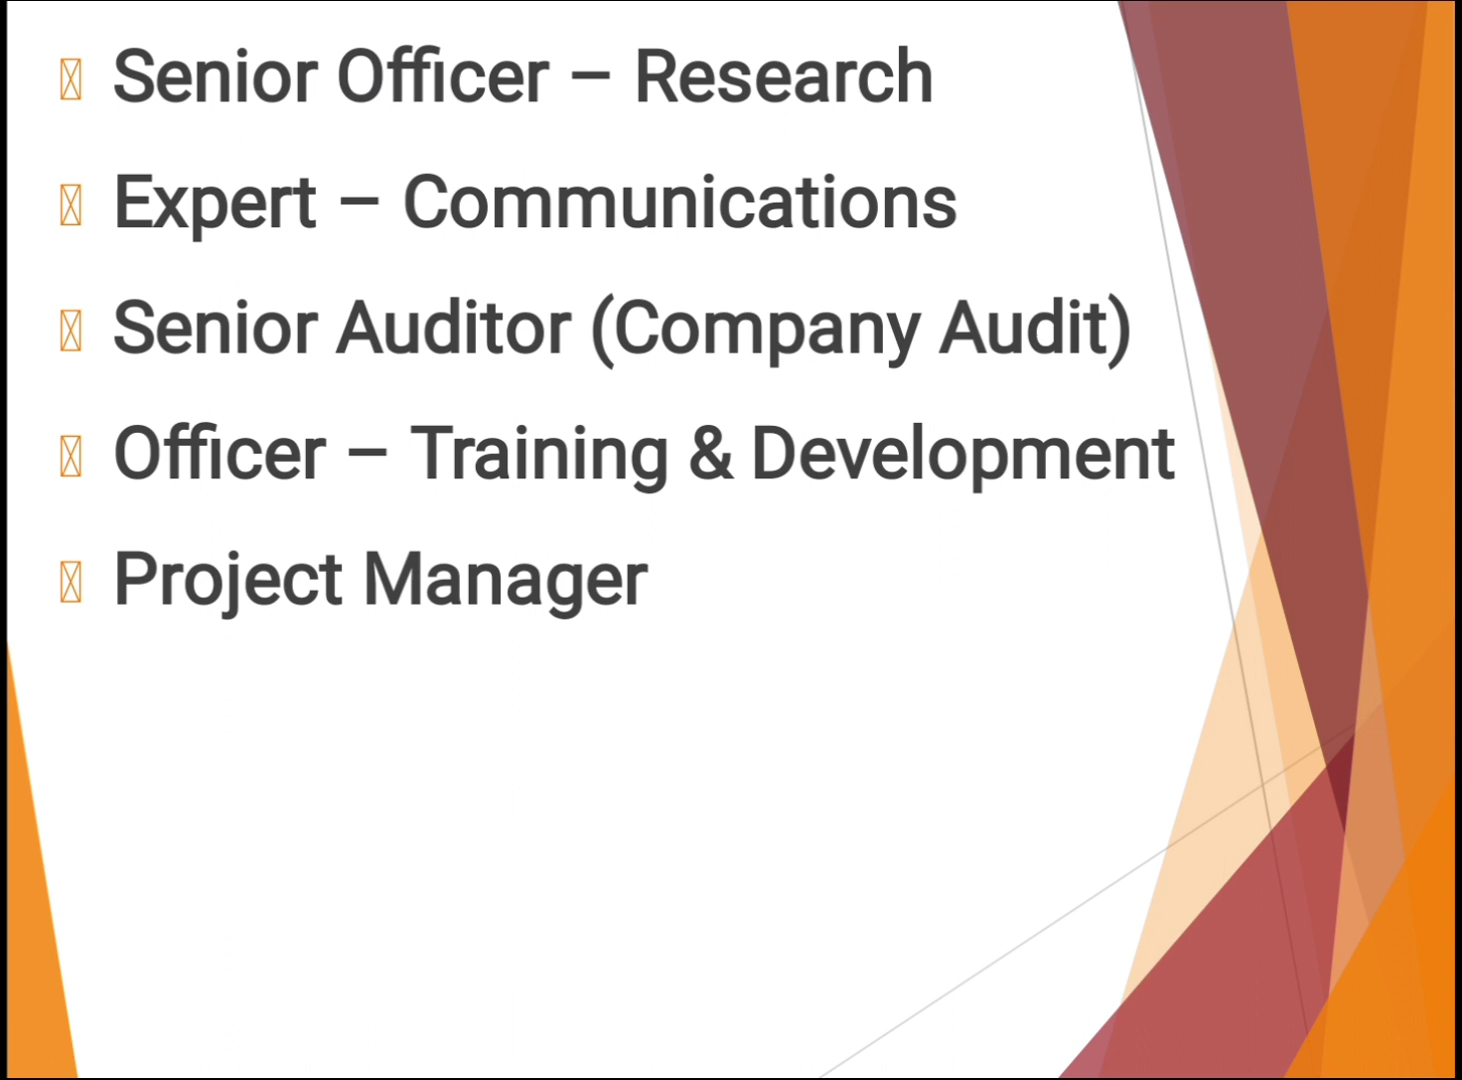 Senior Officer – Research
Expert – Communications
Senior Auditor (Company Audit)
Officer – Training & Development
Project Manager